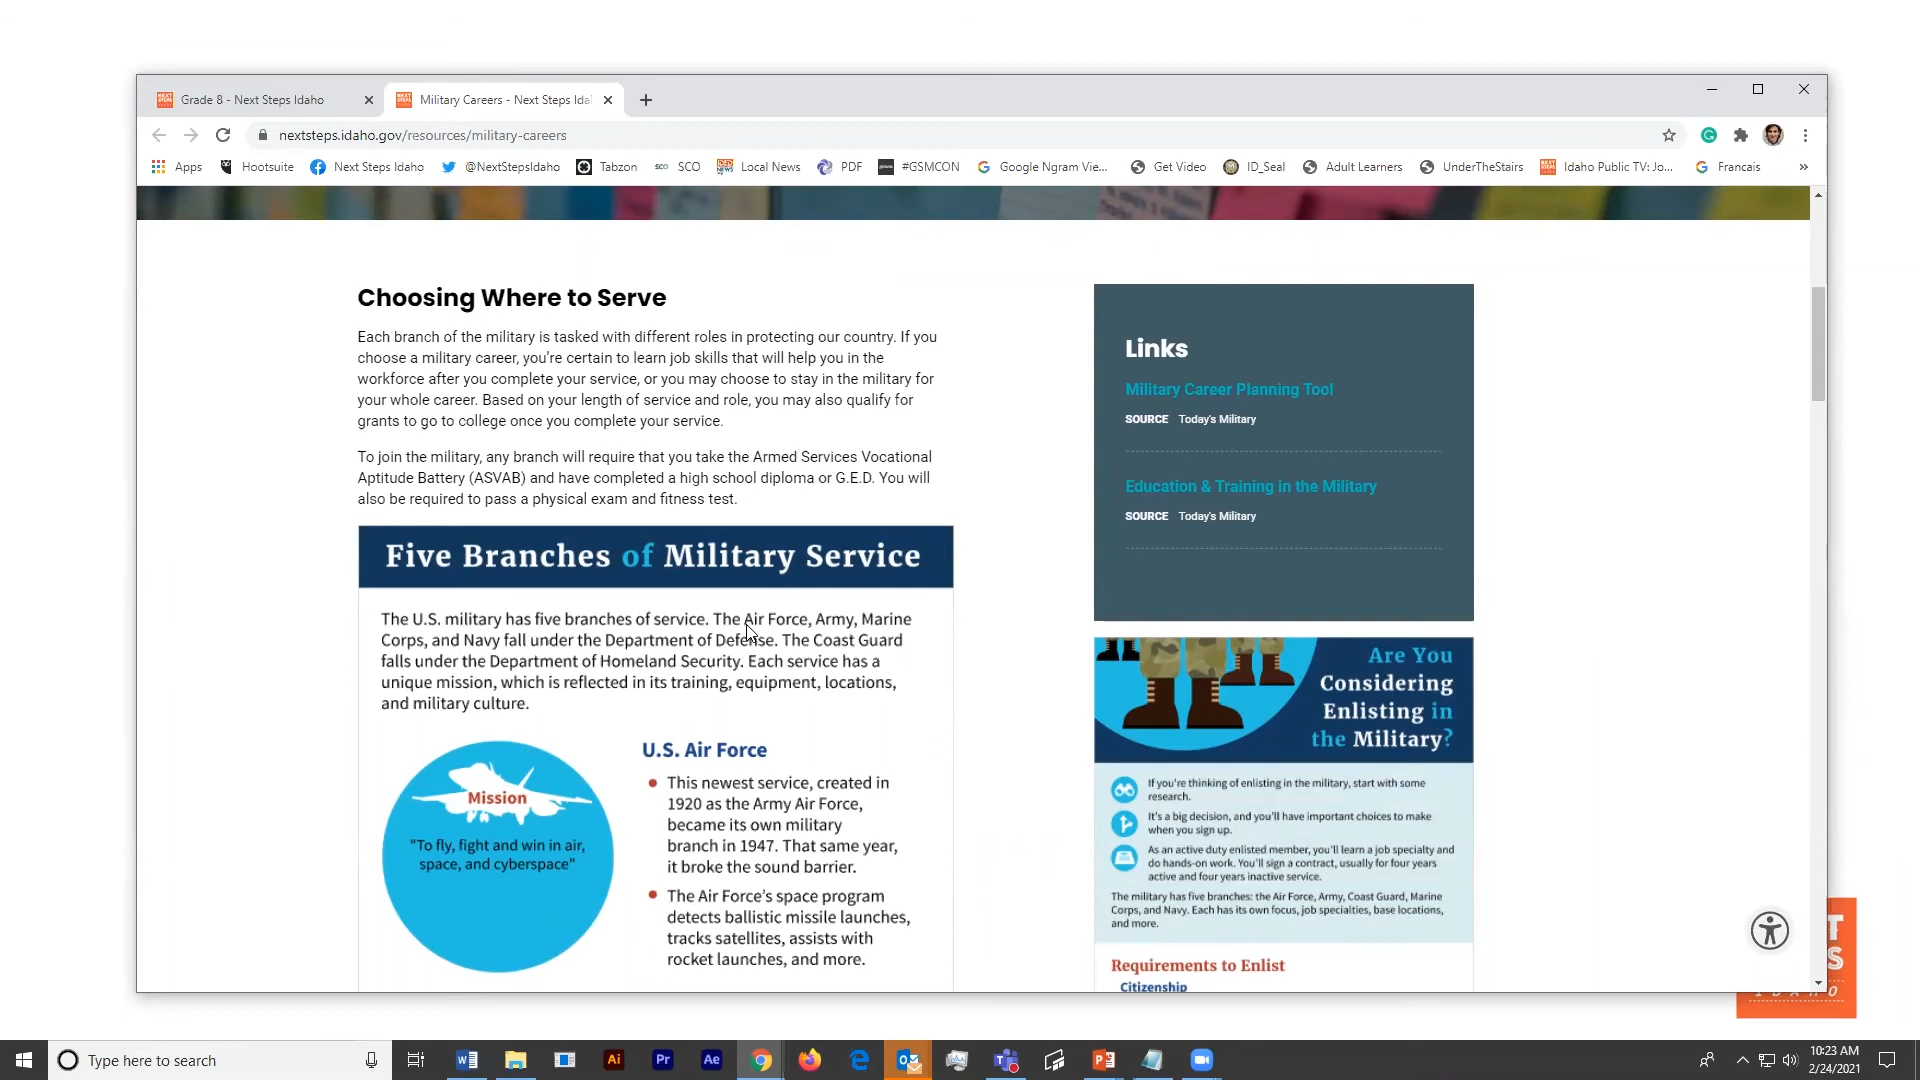 Grade 8 - Next Steps Idaho
Military Careers - Next Steps Ida
nextsteps.idaho.gov/resources/military-careers
Apps Hootsuite Next Steps Idaho @NextStepsIdaho Tabzon SCO Local News PDF #GSMCON Google Ngram Vie... Get Video ID_Seal Adult Learners UnderTheStairs Idaho Public TV: Jo... Francais »
Choosing Where to Serve
Each branch of the military is tasked with different roles in protecting our country. If you
choose a military career, you're certain to learn job skills that will help you in the
workforce after you complete your service, or you may choose to stay in the military for
your whole career. Based on your length of service and role, you may also qualify for
grants to go to college once you complete your service.
To join the military, any branch will require that you take the Armed Services Vocational
Aptitude Battery (ASVAB) and have completed a high school diploma or G.E.D. You will
also be required to pass a physical exam and fitness test.
Five Branches of Military Service
The U.S. military has five branches of service. The Air Force, Army, Marine
Corps, and Navy fall under the Department of Defense. The Coast Guard
falls under the Department of Homeland Security. Each service has a
unique mission, which is reflected in its training, equipment, locations,
and military culture.
Mission
"To fly, fight and win in air,
space, and cyberspace"
U.S. Air Force
This newest service, created in
1920 as the Army Air Force,
became its own military
branch in 1947. That same year,
it broke the sound barrier.
The Air Force's space program
detects ballistic missile launches,
tracks satellites, assists with
rocket launches, and more.
Links
Military Career Planning Tool
SOURCE Today's Military
Education & Training in the Military
SOURCE Today's Military
Are You
Considering
Enlisting in
the Military?
If you're thinking of enlisting in the military, start with some
research.
It's a big decision, and you'll have important choices to make
when you sign up.
As an active duty enlisted member, you'll learn a job specialty and
do hands-on work. You'll sign a contract, usually for four years
active and four years inactive service.
The military has five branches: the Air Force, Army, Coast Guard, Marine
Corps, and Navy. Each has its own focus, job specialties, base locations,
and more.
Requirements to Enlist
Citizenship
T
S
IDAHO
Type here to search
Ai
Pr
Ae
10:23 AM
2/24/2021